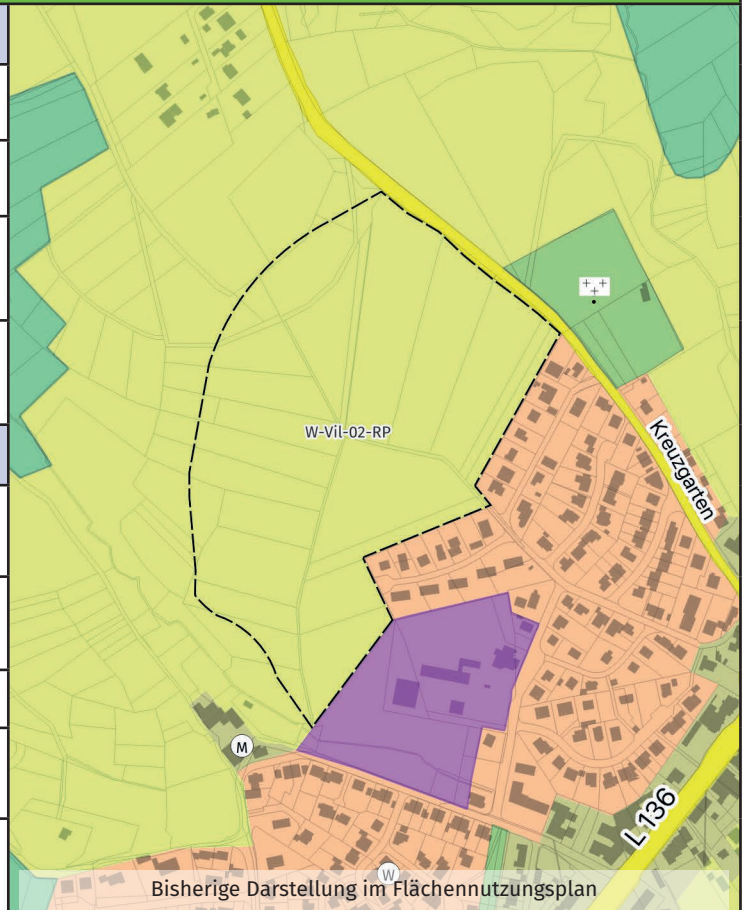 W-Vil-02-RP
Kreuzgarten
M
L 136
W
Bisherige Darstellung im Flächennutzungsplan